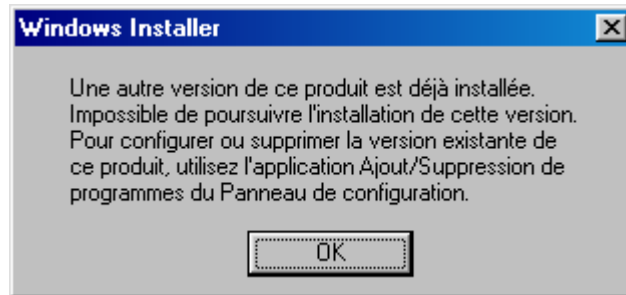 Windows Installer
Une autre version de ce produit est déjà installée.
Impossible de poursuivre l'installation de cette version.
Pour configurer ou supprimer la version existante de
ce produit, utilisez l'application Ajout/Suppression de
programmes du Panneau de configuration.
OK